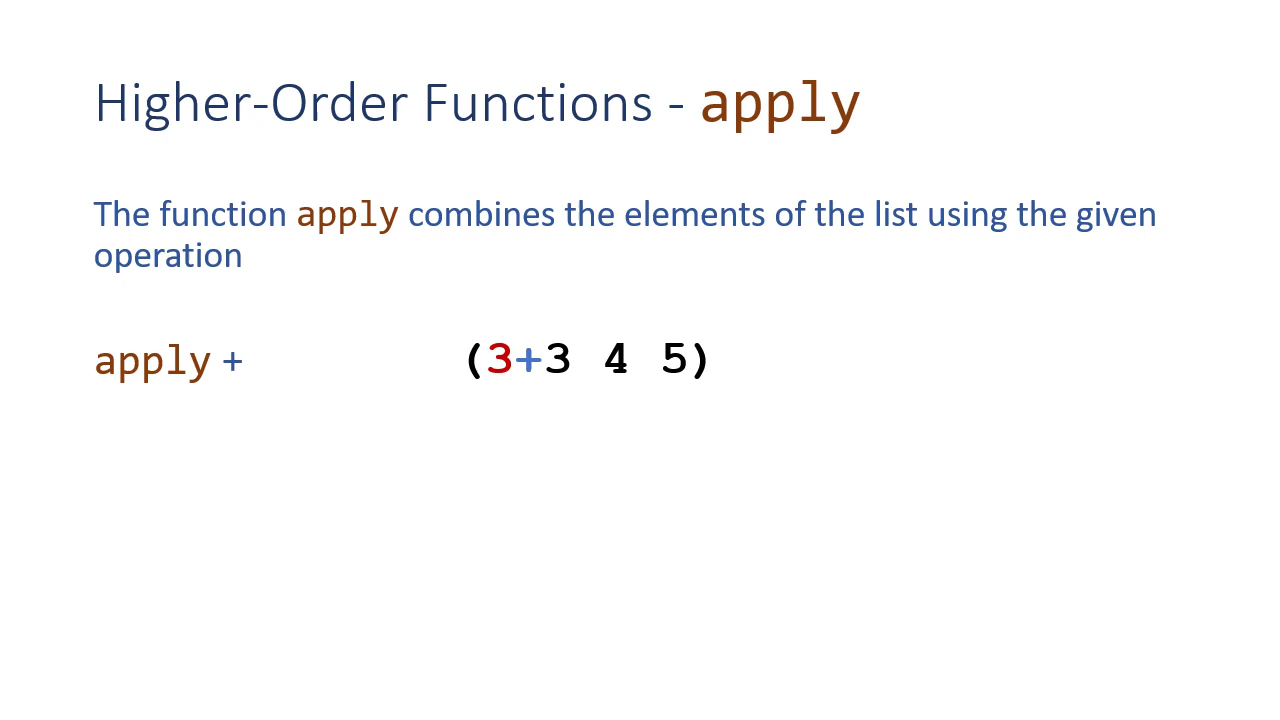 Higher-Order Functions - apply
The function apply combines the elements of the list using the given
operation
apply + (3+3 4 5)